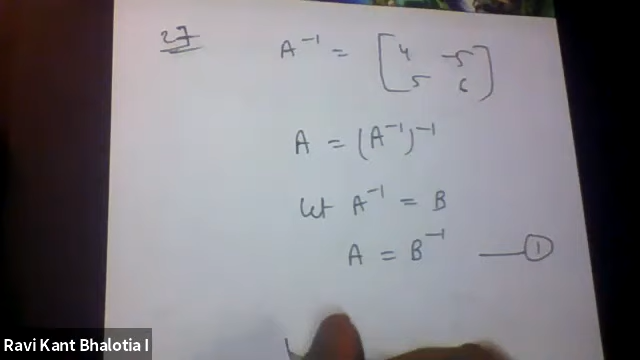 27
A⁻¹ = [4 -5
5 6]
A = (A⁻¹)⁻¹
let A⁻¹ = B
A = B⁻¹ —— ①
Ravi Kant Bhalotia I